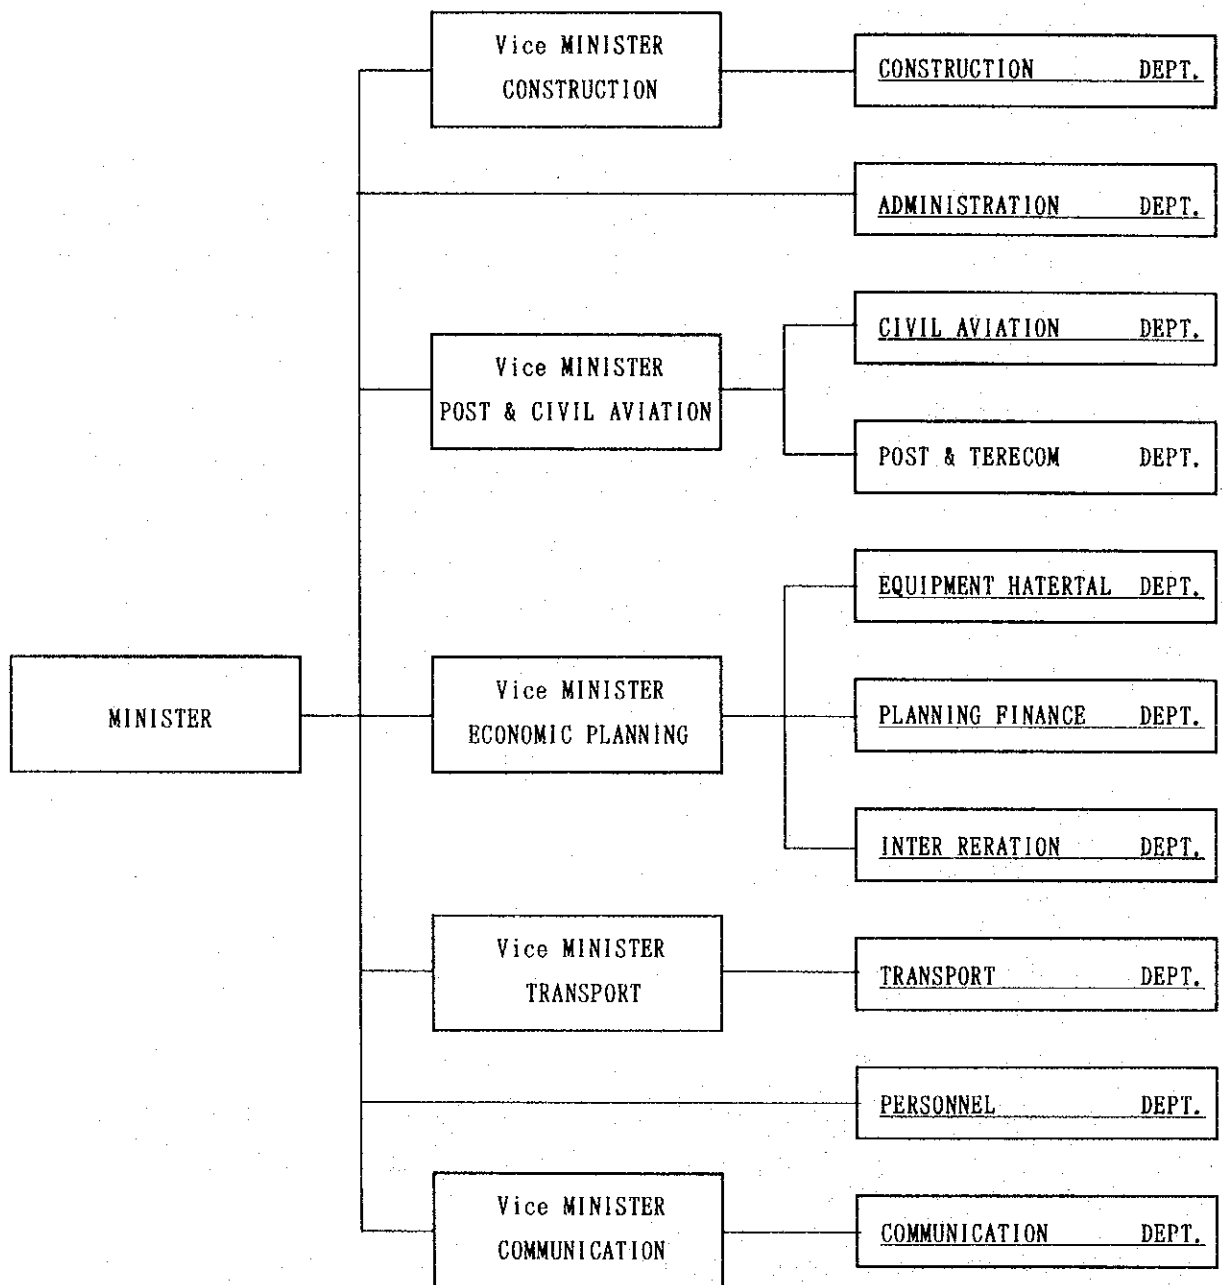 Vice MINISTER
CONSTRUCTION
CONSTRUCTION DEPT.
ADMINISTRATION DEPT.
CIVIL AVIATION DEPT.
Vice MINISTER
POST & CIVIL AVIATION
POST & TERECOM DEPT.
EQUIPMENT HATERTAL DEPT.
MINISTER
Vice MINISTER
ECONOMIC PLANNING
PLANNING FINANCE DEPT.
INTER RERATION DEPT.
Vice MINISTER
TRANSPORT
TRANSPORT DEPT.
PERSONNEL DEPT.
Vice MINISTER
COMMUNICATION
COMMUNICATION DEPT.